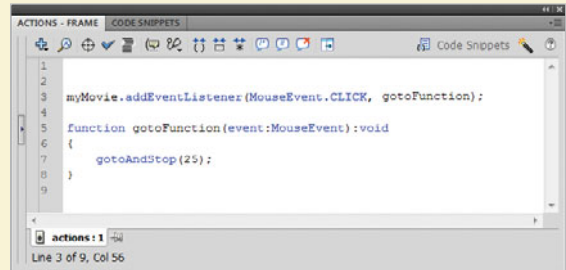 ACTIONS - FRAME CODE SNIPPETS
Code Snippets
1
2
3 myMovie.addEventListener(MouseEvent.CLICK, gotoFunction);
4
5 function gotoFunction(event:MouseEvent):void
6 {
7 gotoAndStop(25);
8 }
9
actions:1
Line 3 of 9, Col 56